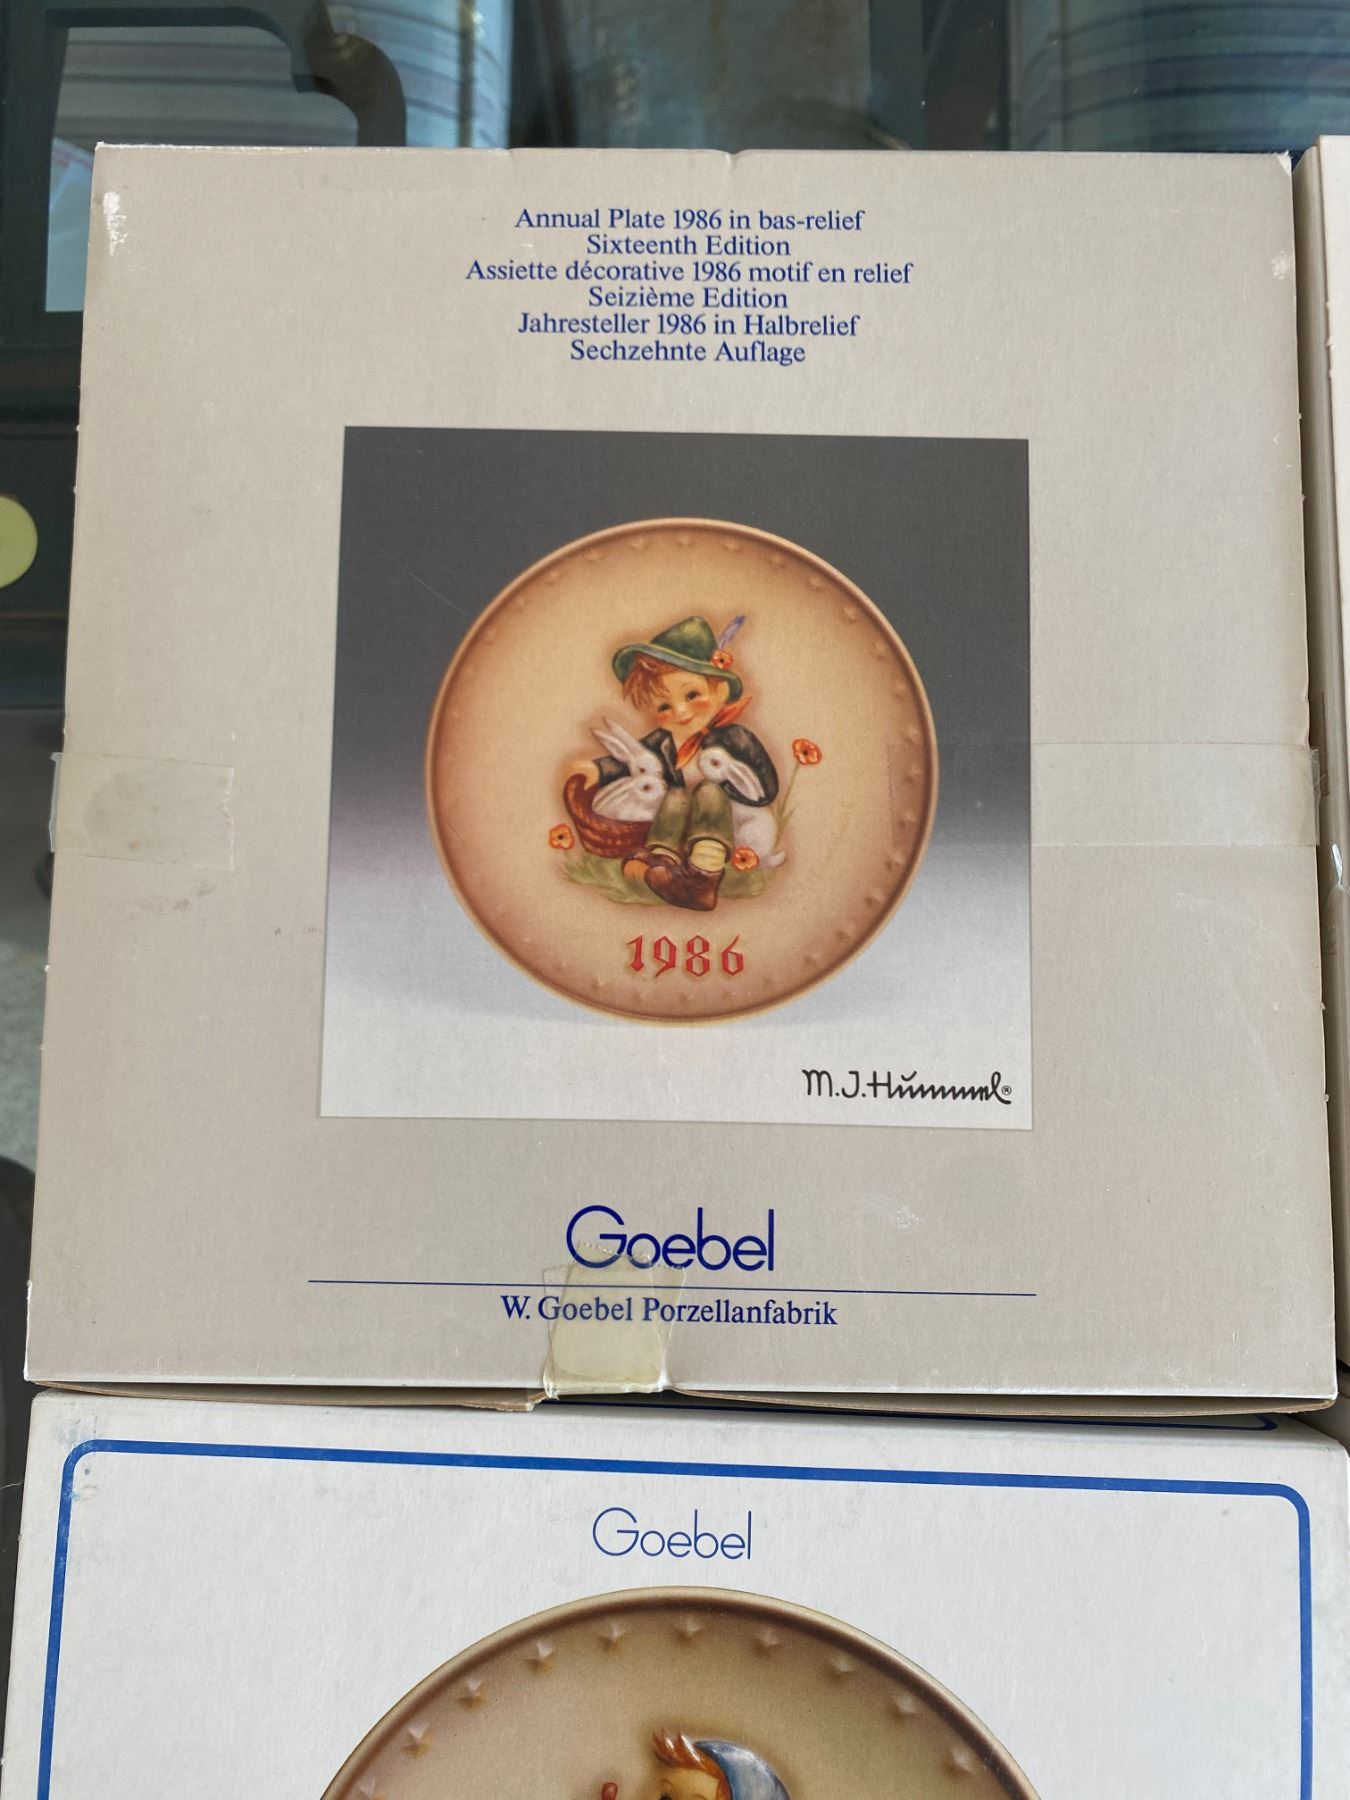 Annual Plate 1986 in bas-relief
Sixteenth Edition
Assiette décorative 1986 motif en relief
Seizième Edition
Jahresteller 1986 in Halbrelief
Sechzehnte Auflage
1986
M.J.Hummel®
Goebel
W. Goebel Porzellanfabrik
Goebel